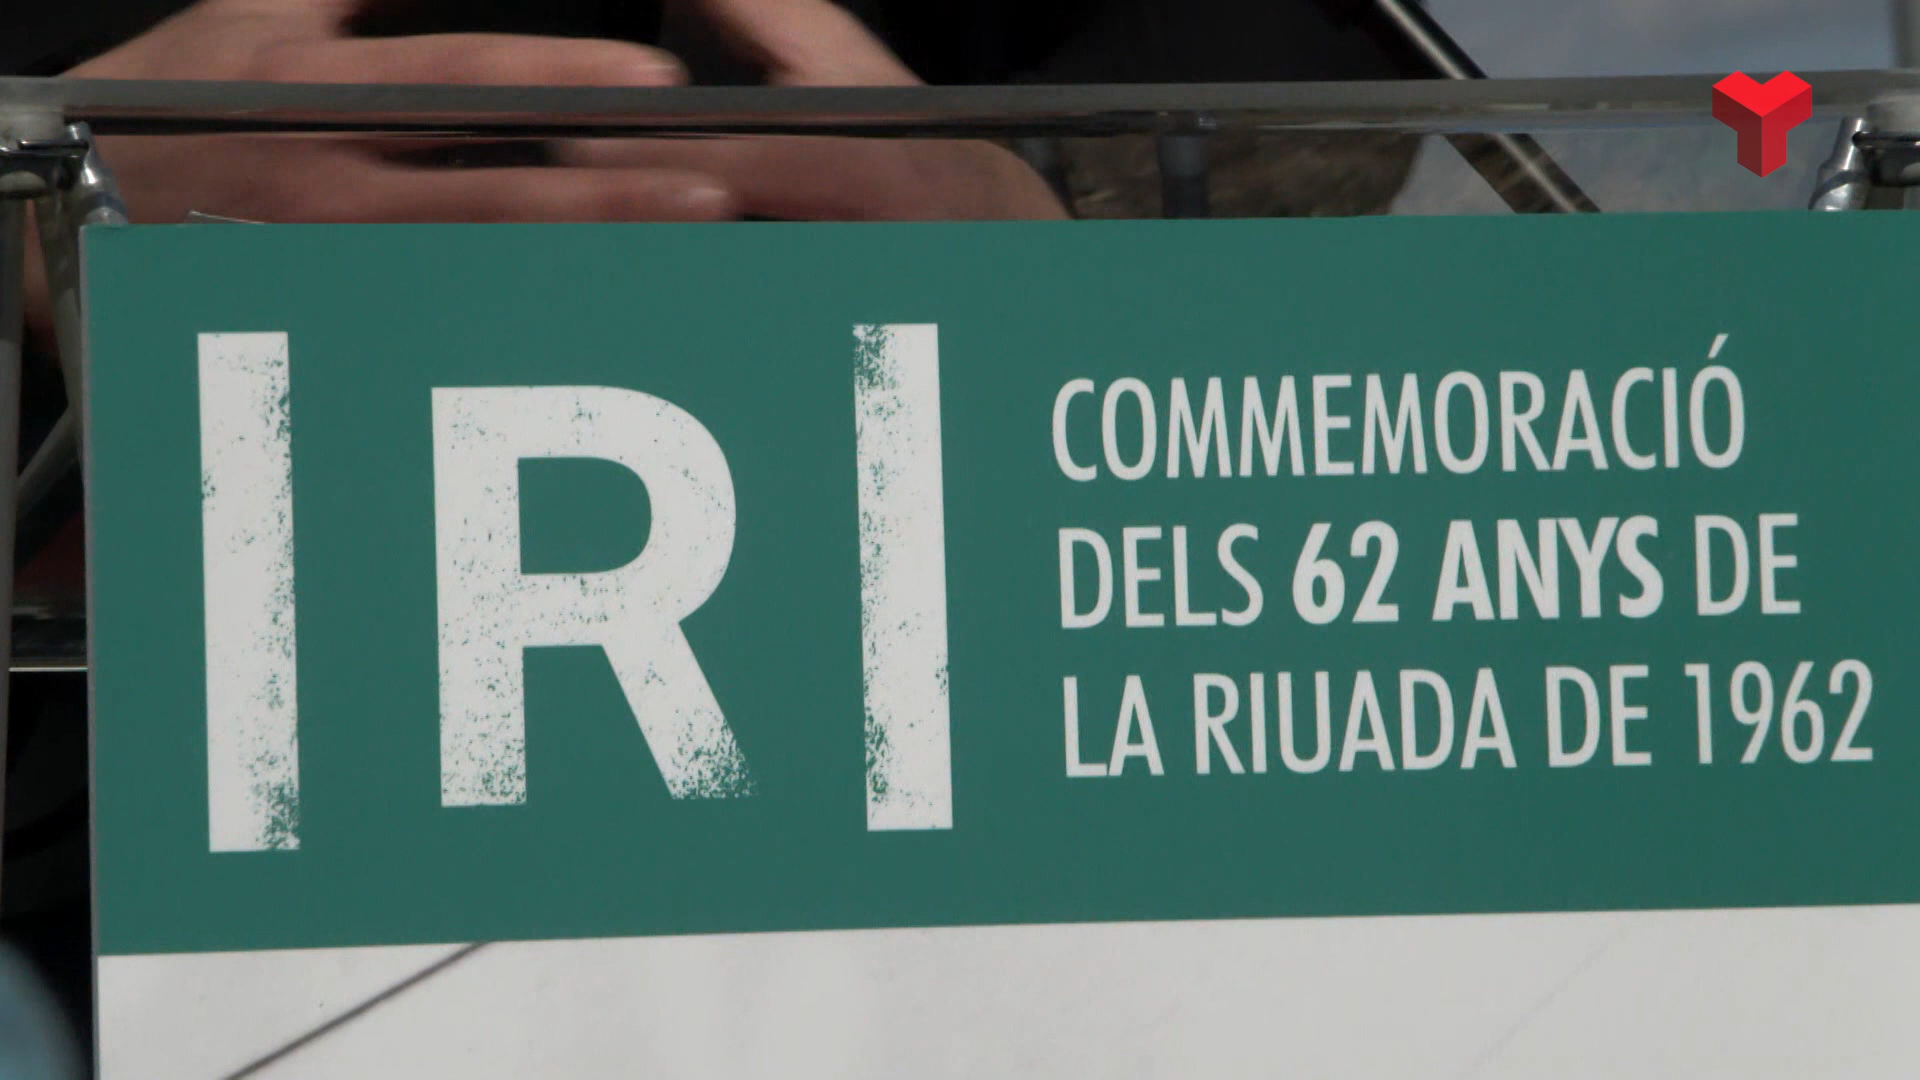 |R|
COMMEMORACIÓ
DELS 62 ANYS DE
LA RIUADA DE 1962